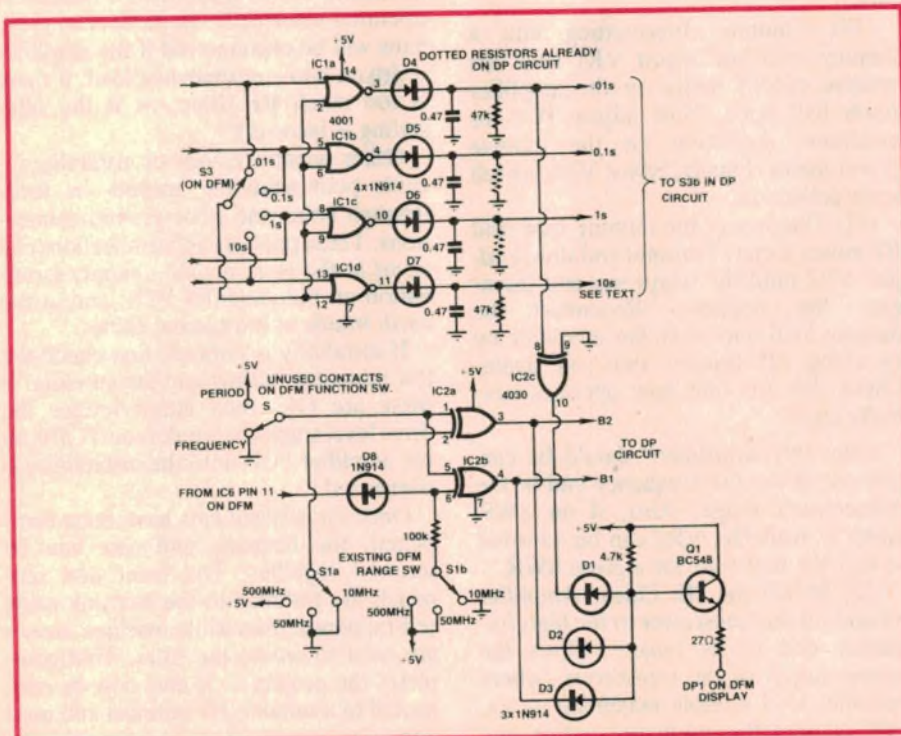 +5V
DOTTED RESISTORS ALREADY
ON DP CIRCUIT
IC1a
D4
1
14
3
2
4001
.01s
0.47
47k
IC1b
D5
5
6
4
0.1s
0.47
S3
(ON DFM)
.01s
0.1s
1s
10s
4x1N914
IC1c
D6
8
9
10
1s
0.47
TO S3b IN DP
CIRCUIT
IC1d
D7
13
12
11
7
10s
SEE TEXT
0.47
47k
8
9
IC2c
4030
10
+5V
PERIOD
UNUSED CONTACTS
ON DFM FUNCTION SW.
S
FREQUENCY
IC2a
+5V
1
2
3
B2
TO DP
CIRCUIT
D8
1N914
IC2b
5
6
4
7
B1
FROM IC6 PIN 11
ON DFM
100k
EXISTING DFM
RANGE SW
S1a
S1b
500MHz
+5V
10MHz
50MHz
500MHz
+5V
10MHz
50MHz
+5V
4.7k
Q1
BC548
D1
D2
D3
3x1N914
27Ω
DP1 ON DFM
DISPLAY